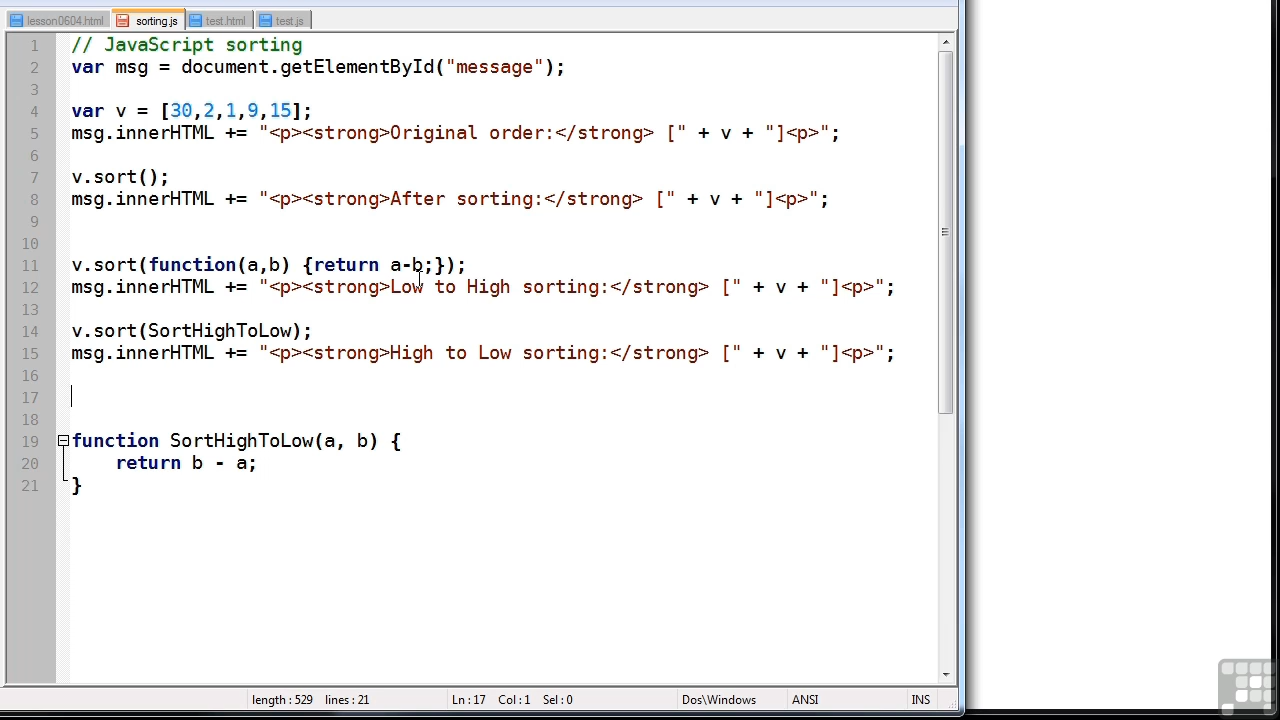 lesson0604.html sorting.js test.html test.js
1 // JavaScript sorting
2 var msg = document.getElementById("message");
3
4 var v = [30,2,1,9,15];
5 msg.innerHTML += "<p><strong>Original order:</strong> [" + v + "]<p>";
6
7 v.sort();
8 msg.innerHTML += "<p><strong>After sorting:</strong> [" + v + "]<p>";
9
10
11 v.sort(function(a,b) {return a-b;});
12 msg.innerHTML += "<p><strong>Low to High sorting:</strong> [" + v + "]<p>";
13
14 v.sort(SortHighToLow);
15 msg.innerHTML += "<p><strong>High to Low sorting:</strong> [" + v + "]<p>";
16
17
18
19 function SortHighToLow(a, b) {
20     return b - a;
21 }
length : 529 lines : 21 Ln : 17 Col : 1 Sel : 0 Dos\Windows ANSI INS